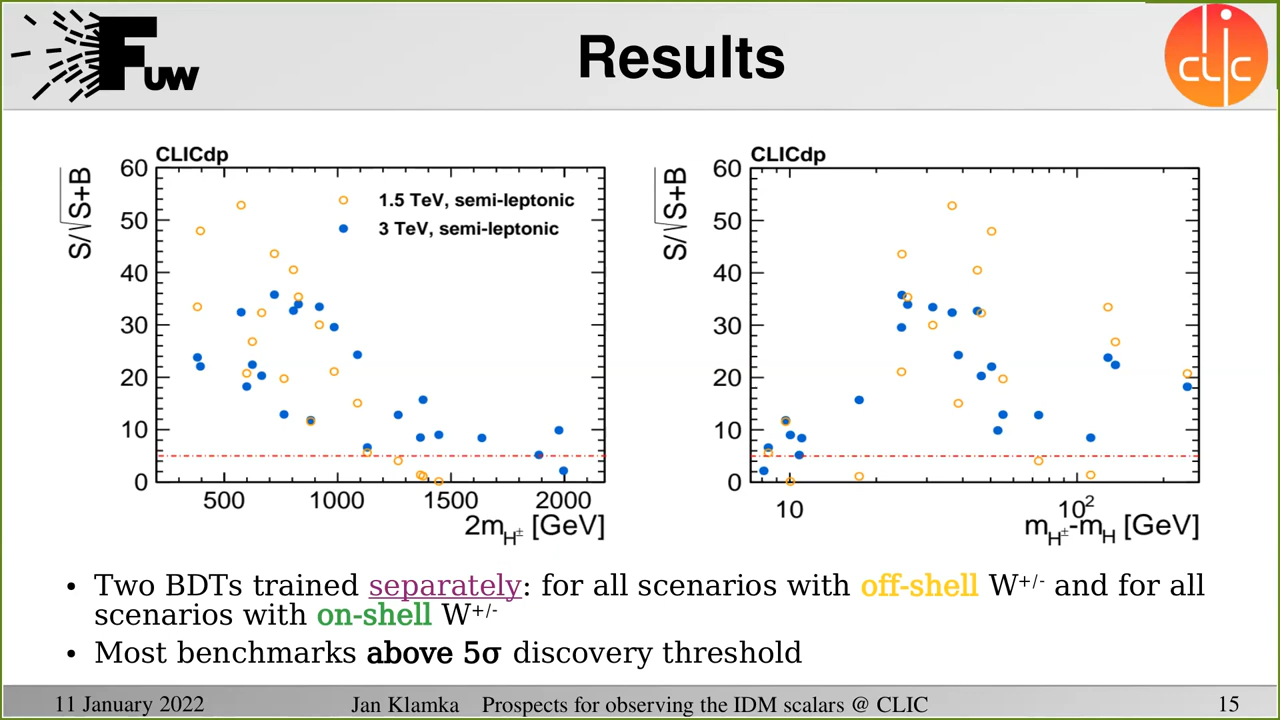 FUW
Results
CLIC
CLICdp
S/√S+B
60
50
40
30
20
10
0
1.5 TeV, semi-leptonic
3 TeV, semi-leptonic
500 1000 1500 2000
2mH± [GeV]
CLICdp
S/√S+B
60
50
40
30
20
10
0
10 10²
mH±-mH [GeV]
• Two BDTs trained separately: for all scenarios with off-shell W+/- and for all
scenarios with on-shell W+/-
• Most benchmarks above 5σ discovery threshold
11 January 2022 Jan Klamka Prospects for observing the IDM scalars @ CLIC 15